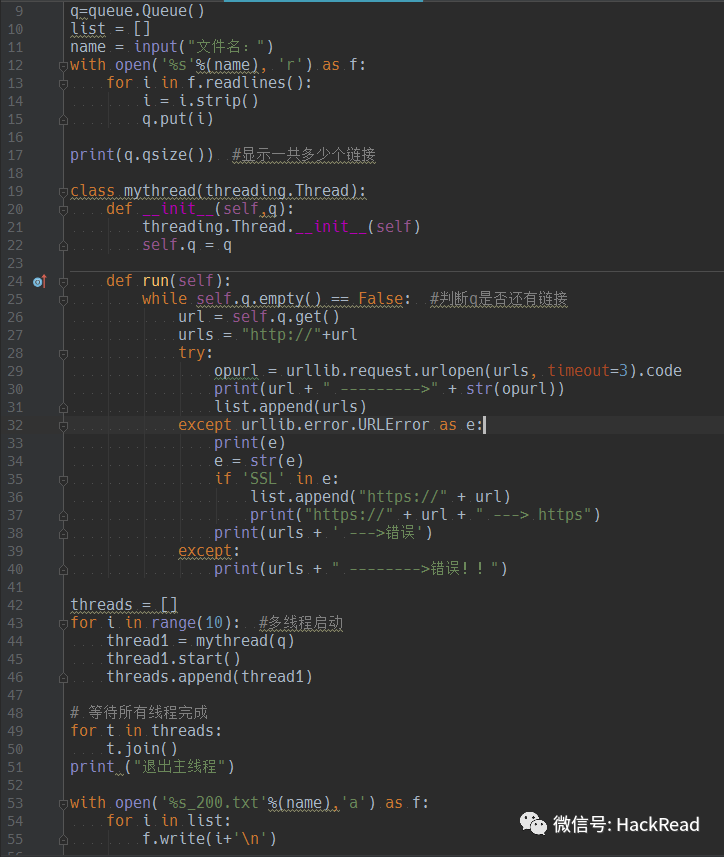 9 q=queue.Queue()
10 list = []
11 name = input("文件名：")
12 with open('%s'%(name), 'r') as f:
13     for i in f.readlines():
14         i = i.strip()
15         q.put(i)
16
17 print(q.qsize())  #显示一共多少个链接
18
19 class mythread(threading.Thread):
20     def __init__(self,q):
21         threading.Thread.__init__(self)
22         self.q = q
23
24     def run(self):
25         while self.q.empty() == False:  #判断q是否还有链接
26             url = self.q.get()
27             urls = "http://"+url
28             try:
29                 opurl = urllib.request.urlopen(urls, timeout=3).code
30                 print(url + " --------->" + str(opurl))
31                 list.append(urls)
32             except urllib.error.URLError as e:
33                 print(e)
34                 e = str(e)
35                 if 'SSL' in e:
36                     list.append("https://" + url)
37                     print("https://" + url + " ---> https")
38                 print(urls + ' --->错误')
39             except:
40                 print(urls + " -------->错误！！")
41
42 threads = []
43 for i in range(10):  #多线程启动
44     thread1 = mythread(q)
45     thread1.start()
46     threads.append(thread1)
47
48 # 等待所有线程完成
49 for t in threads:
50     t.join()
51 print ("退出主线程")
52
53 with open('%s_200.txt'%(name),'a') as f:
54     for i in list:
55         f.write(i+'\n')
微信号: HackRead